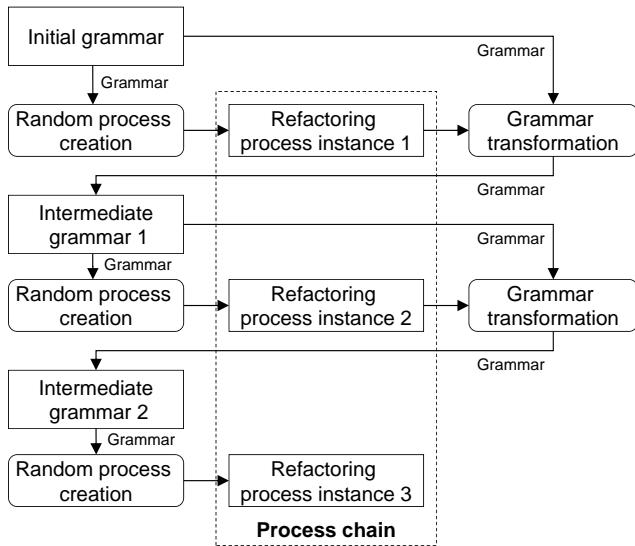 Initial grammar
Grammar
Grammar
Random process
creation
Refactoring
process instance 1
Grammar
transformation
Grammar
Intermediate
grammar 1
Grammar
Grammar
Random process
creation
Refactoring
process instance 2
Grammar
transformation
Grammar
Intermediate
grammar 2
Grammar
Random process
creation
Refactoring
process instance 3
Process chain